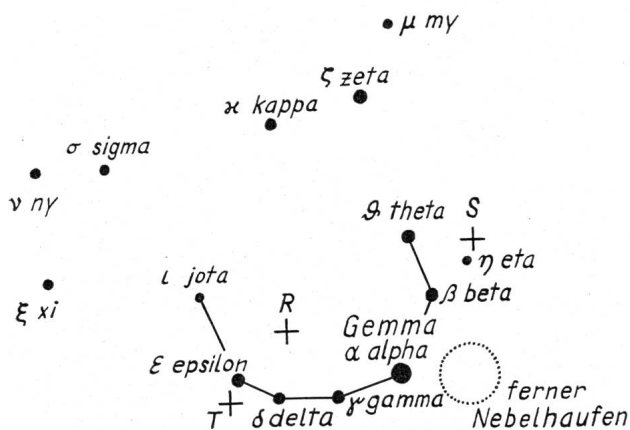 μ my
ζ zeta
ϰ kappa
σ sigma
ν ny
ϑ theta
S
η eta
ι jota
β beta
ξ xi
R
Gemma
α alpha
ε epsilon
T
δ delta
γ gamma
ferner
Nebelhaufen